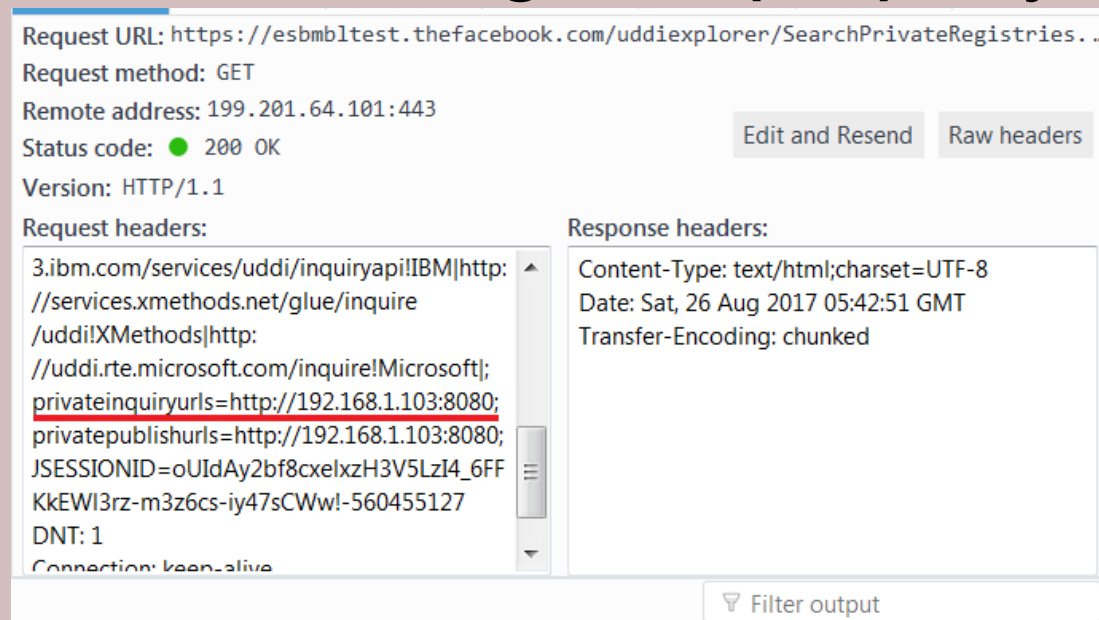 Request URL: https://esbmbltest.thefacebook.com/uddiexplorer/SearchPrivateRegistries..
Request method: GET
Remote address: 199.201.64.101:443
Status code: 200 OK
Edit and Resend Raw headers
Version: HTTP/1.1
Request headers:
3.ibm.com/services/uddi/inquiryapi!IBM|http:
//services.xmethods.net/glue/inquire
/uddi!XMethods|http:
//uddi.rte.microsoft.com/inquire!Microsoft|;
privateinquiryurls=http://192.168.1.103:8080;
privatepublishurls=http://192.168.1.103:8080;
JSESSIONID=oUIdAy2bf8cxelxzH3V5LzI4_6FF
KkEWl3rz-m3z6cs-iy47sCWw!-560455127
DNT: 1
Connection: keep-alive
Response headers:
Content-Type: text/html;charset=UTF-8
Date: Sat, 26 Aug 2017 05:42:51 GMT
Transfer-Encoding: chunked
Filter output